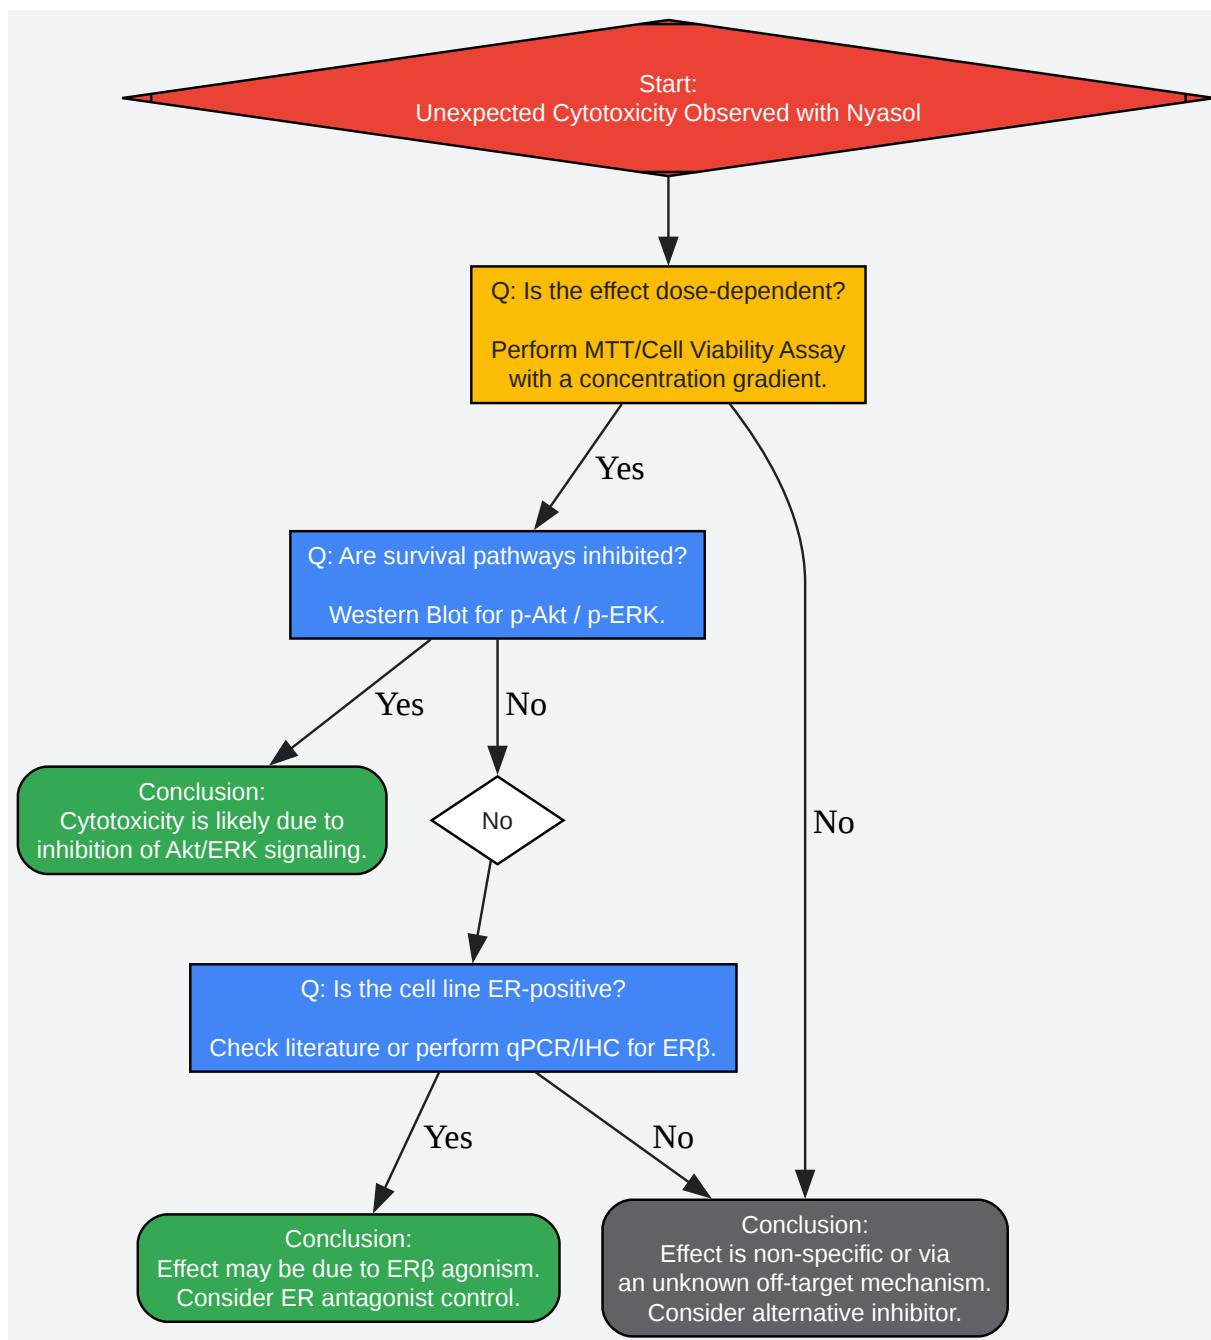 Start:
Unexpected Cytotoxicity Observed with Nyasol
Q: Is the effect dose-dependent?
Perform MTT/Cell Viability Assay
with a concentration gradient.
Yes
Q: Are survival pathways inhibited?
Western Blot for p-Akt / p-ERK.
Yes
No
Conclusion:
Cytotoxicity is likely due to
inhibition of Akt/ERK signaling.
No
No
Q: Is the cell line ER-positive?
Check literature or perform qPCR/IHC for ERβ.
Yes
No
Conclusion:
Effect may be due to ERβ agonism.
Consider ER antagonist control.
Conclusion:
Effect is non-specific or via
an unknown off-target mechanism.
Consider alternative inhibitor.